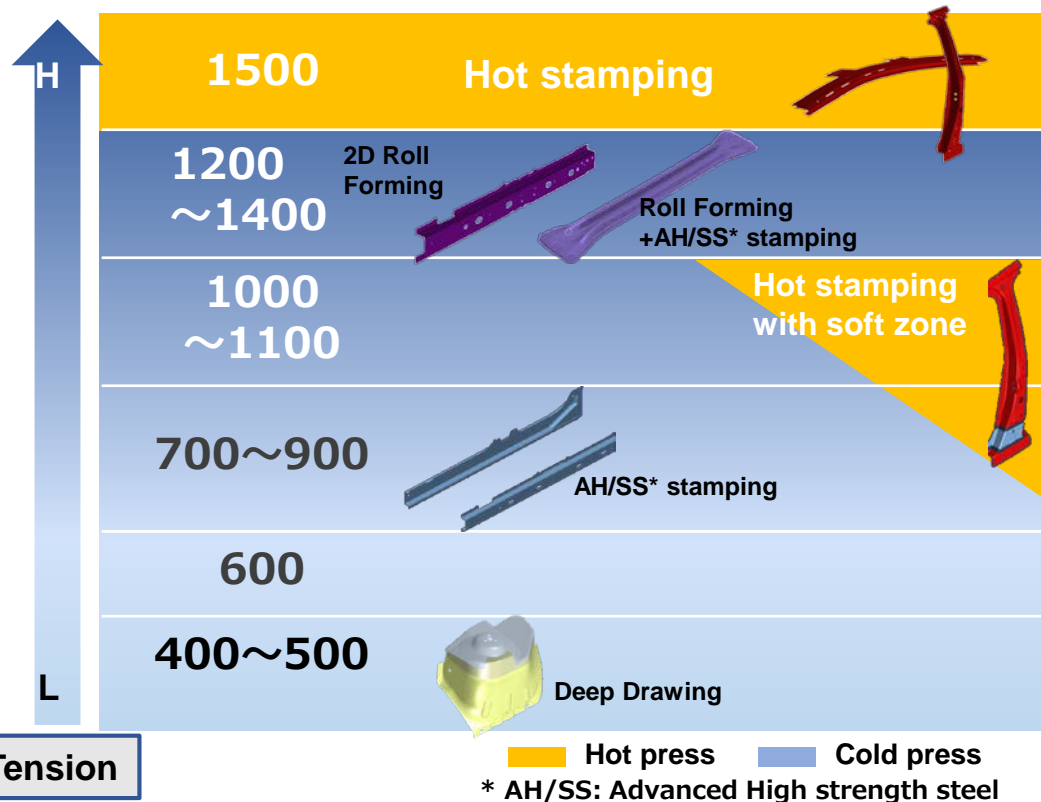 H
1500
Hot stamping
1200
～1400
2D Roll
Forming
Roll Forming
+AH/SS* stamping
1000
～1100
Hot stamping
with soft zone
700～900
AH/SS* stamping
600
400～500
L
Deep Drawing
Tension
Hot press
Cold press
* AH/SS: Advanced High strength steel